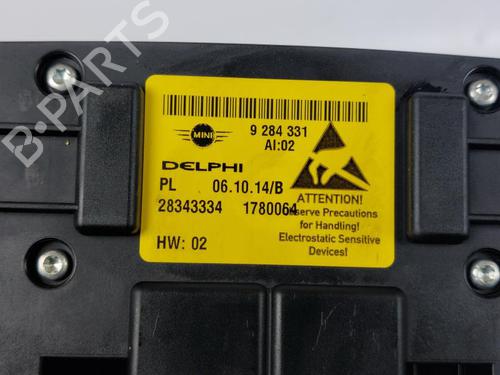 B-PARTS
MINI
9 284 331
AI:02
DELPHI
PL 06.10.14/B
28343334 1780064
HW: 02
ATTENTION!
Observe Precautions
for Handling!
Electrostatic Sensitive
Devices!